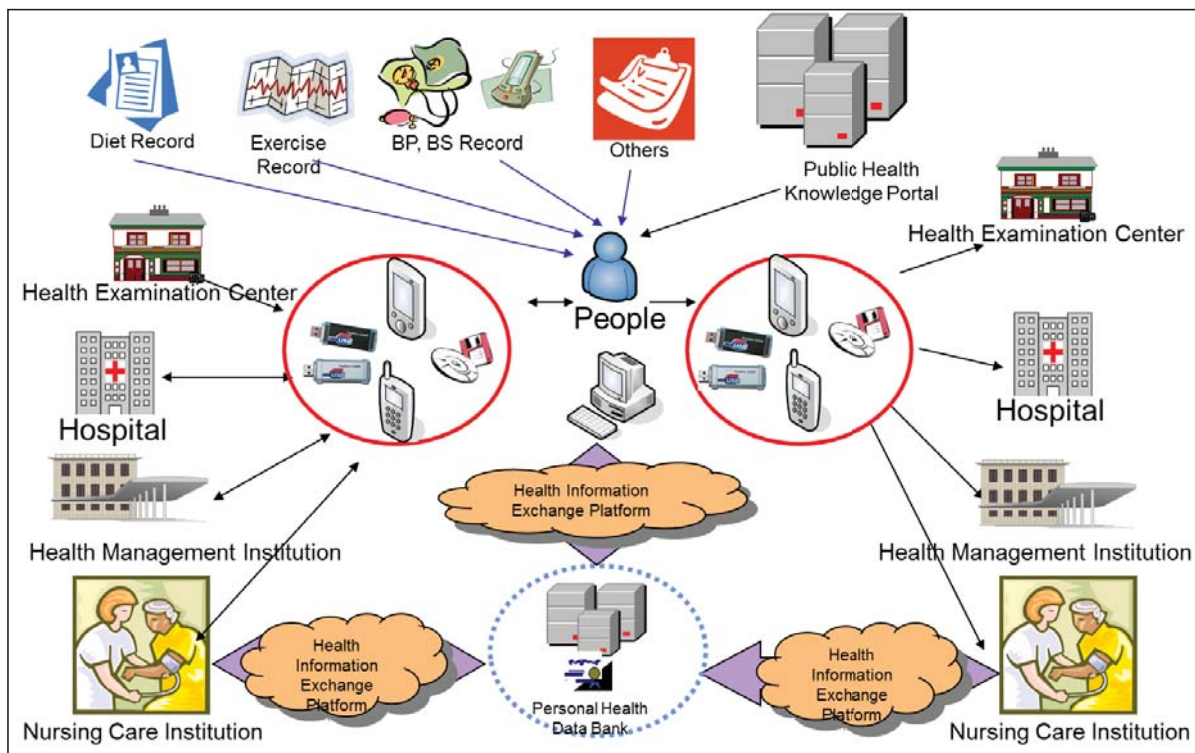 Diet Record
Exercise
Record
BP, BS Record
Others
Public Health
Knowledge Portal
Health Examination Center
Health Examination Center
People
Hospital
Hospital
Health Information
Exchange Platform
Health Management Institution
Health Management Institution
Health
Information
Exchange
Platform
Personal Health
Data Bank
Health
Information
Exchange
Platform
Nursing Care Institution
Nursing Care Institution